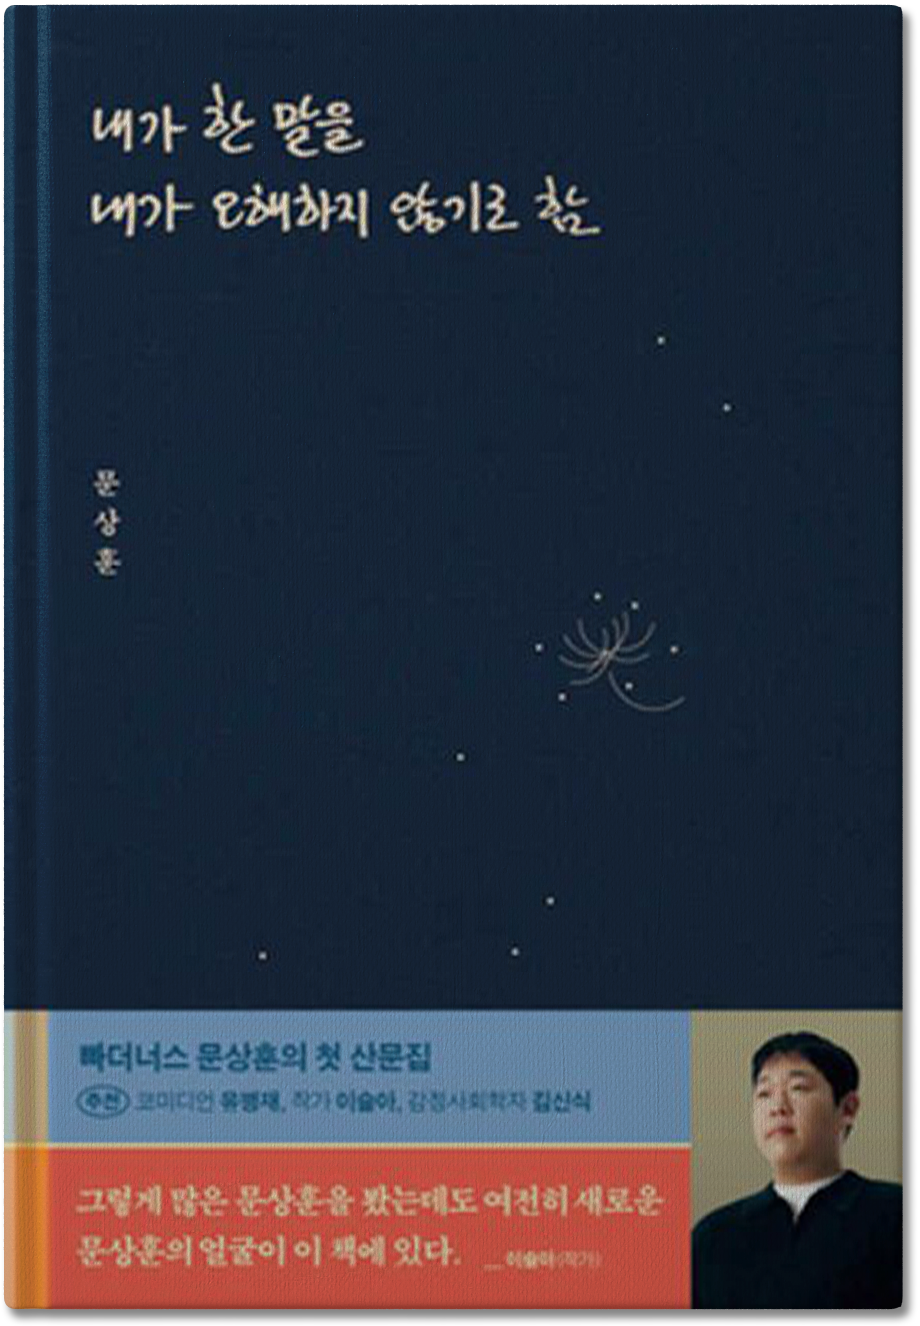 내가 한 말을
내가 오해하지 않기로 함
문상훈
빠더너스 문상훈의 첫 산문집
추천 코미디언 유병재, 작가 이슬아, 감정사회학자 김신식
그렇게 많은 문상훈을 봤는데도 여전히 새로운
문상훈의 얼굴이 이 책에 있다. __이슬아(작가)